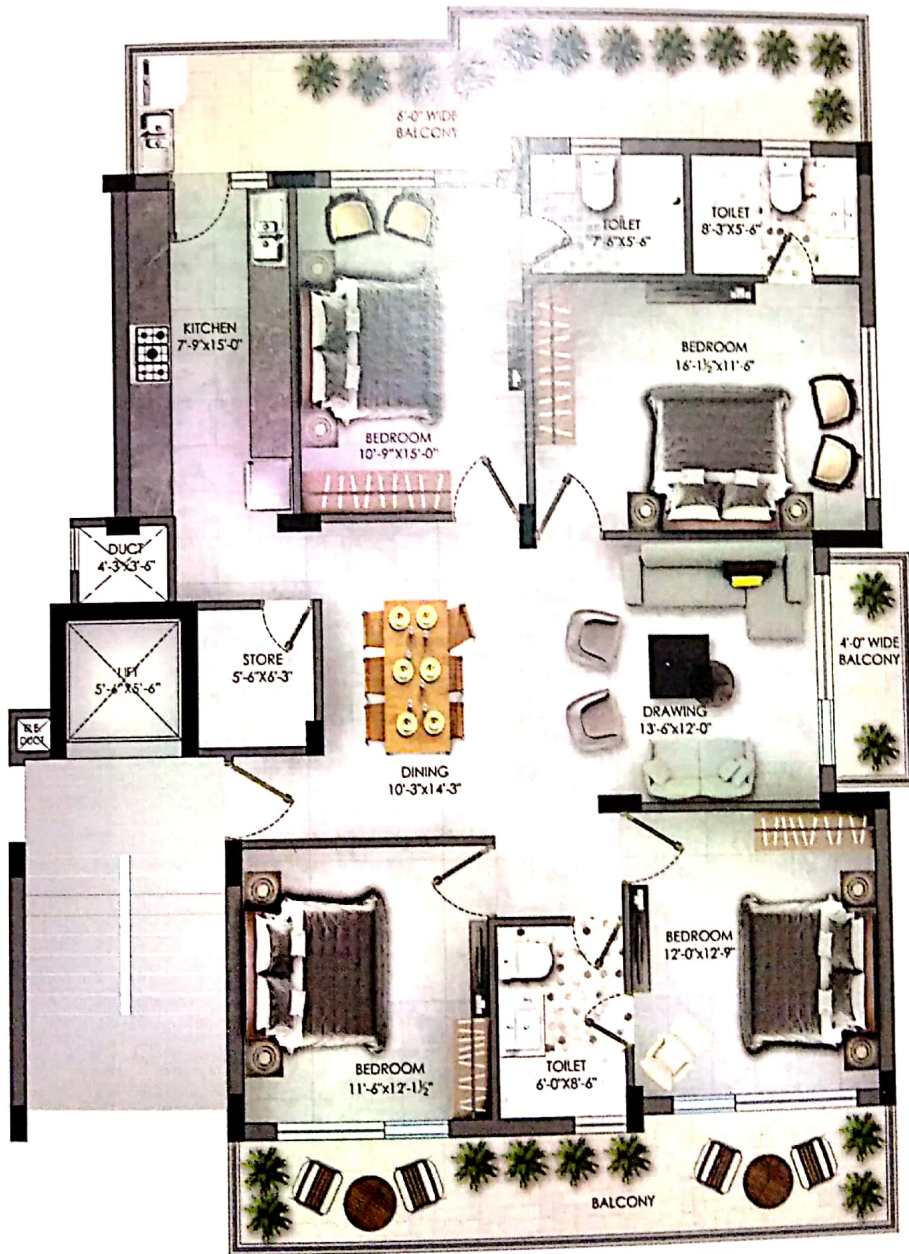 6'-0" WIDE
BALCONY
TOILET
7'-6"X5'-6"
TOILET
8'-3"X5'-6"
KITCHEN
7'-9"x15'-0"
BEDROOM
16'-1½"x11'-6"
BEDROOM
10'-9"X15'-0"
DUCT
4'-3"x3'-6"
LIFT
5'-6"X5'-6"
STORE
5'-6"X6'-3"
4'-0" WIDE
BALCONY
DRAWING
13'-6"x12'-0"
ELE.
DUCT
DINING
10'-3"x14'-3"
BEDROOM
12'-0"x12'-9"
BEDROOM
11'-6"x12'-1½"
TOILET
6'-0"X8'-6"
BALCONY